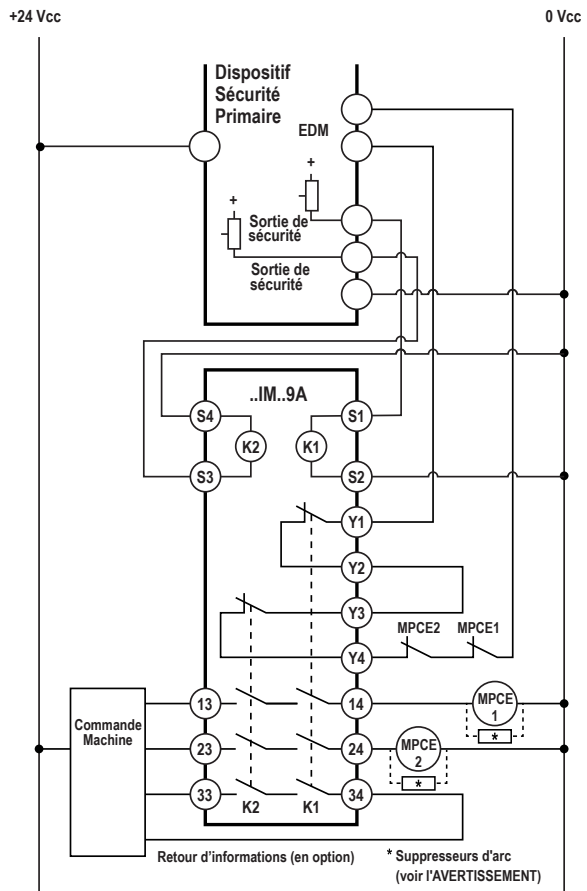 +24 Vcc
0 Vcc
Dispositif
Sécurité
Primaire
EDM
+
+
Sortie de
sécurité
Sortie de
sécurité
..IM..9A
S4
S1
K2
K1
S3
S2
Y1
Y2
Y3
MPCE2
MPCE1
Y4
Commande
Machine
13
14
MPCE
1
*
23
24
MPCE
2
*
33
K2
K1
34
Retour d'informations (en option)
* Suppresseurs d'arc
(voir l'AVERTISSEMENT)